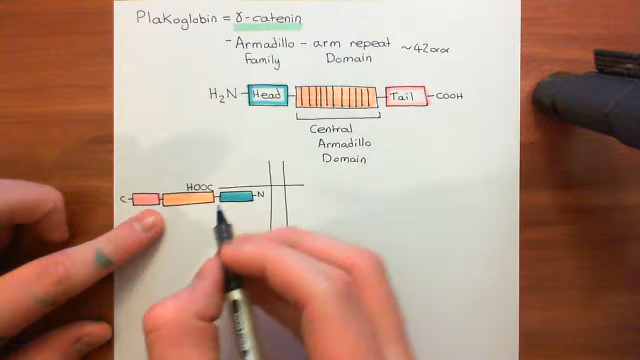 Plakoglobin = γ-catenin
- Armadillo - arm repeat ~42aa
Family Domain
H₂N Head Tail COOH
Central
Armadillo
Domain
HOOC
C N